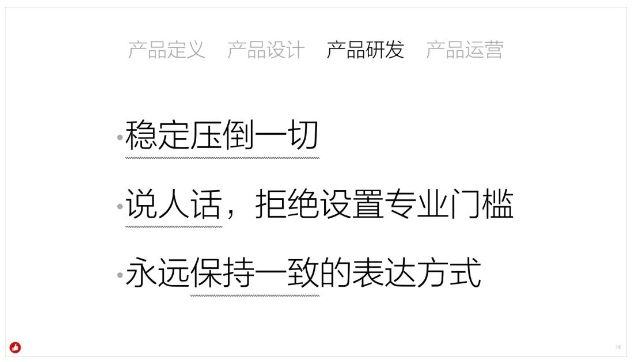 产品定义 产品设计 产品研发 产品运营
·稳定压倒一切
·说人话，拒绝设置专业门槛
·永远保持一致的表达方式